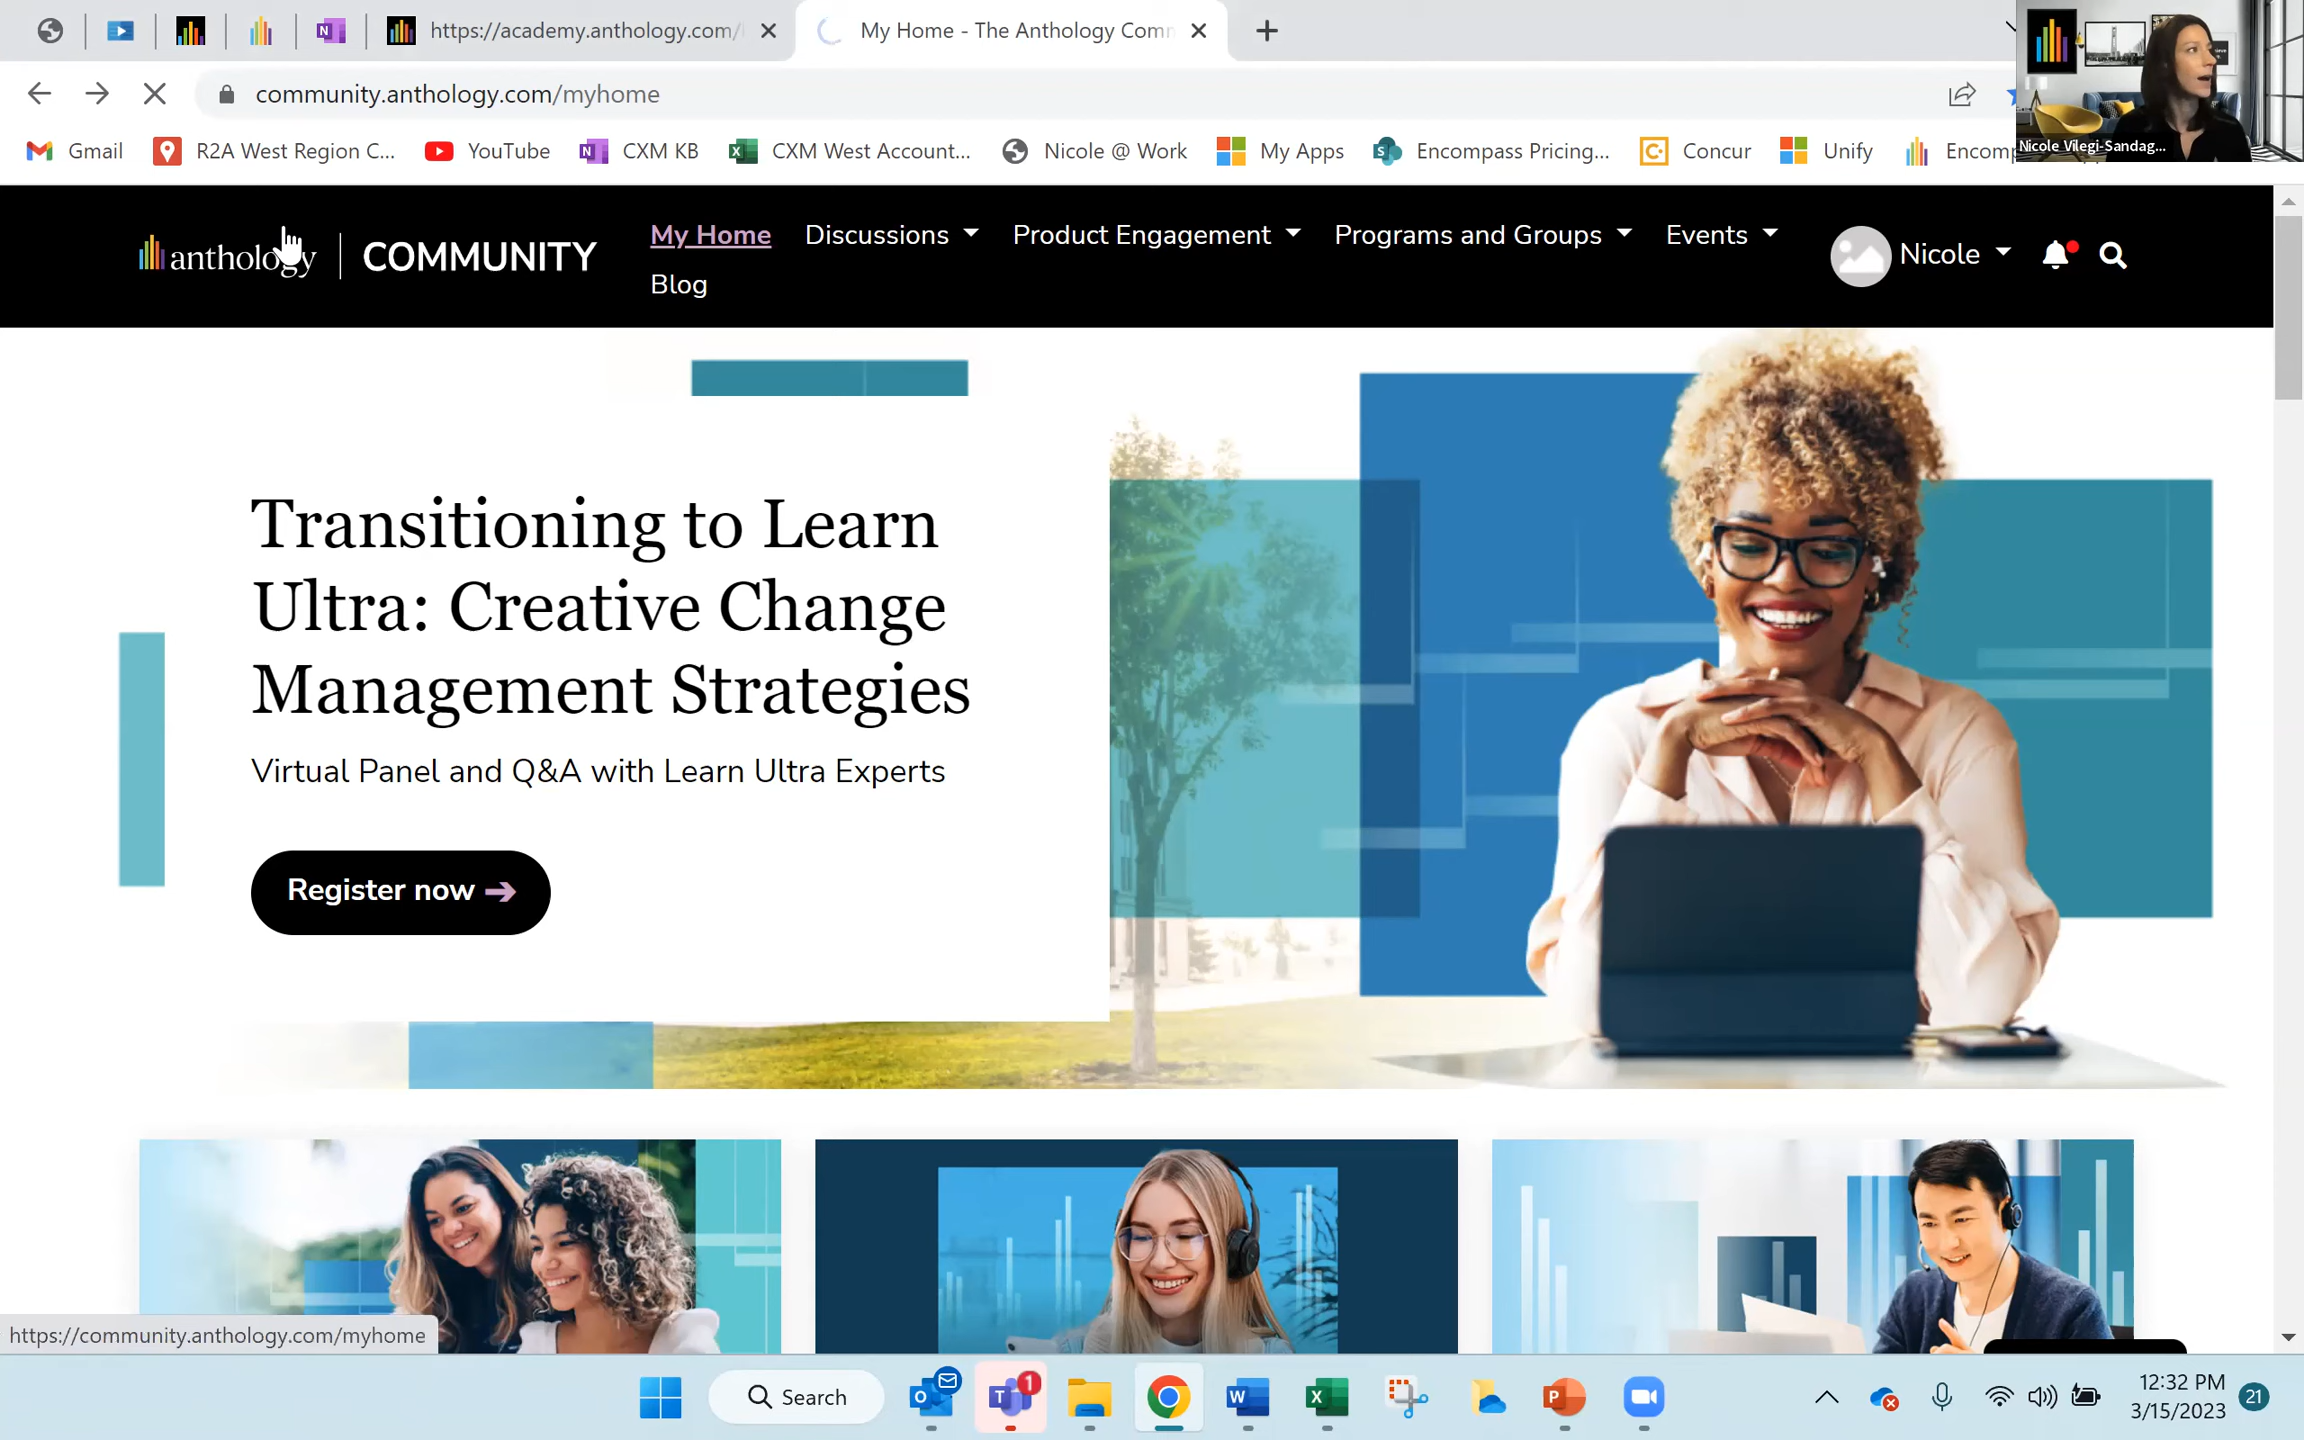 https://academy.anthology.com/
My Home - The Anthology Com
community.anthology.com/myhome
Gmail
R2A West Region C...
YouTube
CXM KB
CXM West Account...
Nicole @ Work
My Apps
Encompass Pricing...
Concur
Unify
Encomp
Nicole Vilegi-Sandag...
anthology | COMMUNITY
My Home
Discussions
Product Engagement
Programs and Groups
Events
Blog
Nicole
Transitioning to Learn
Ultra: Creative Change
Management Strategies
Virtual Panel and Q&A with Learn Ultra Experts
Register now
https://community.anthology.com/myhome
Search
1
12:32 PM
3/15/2023
21